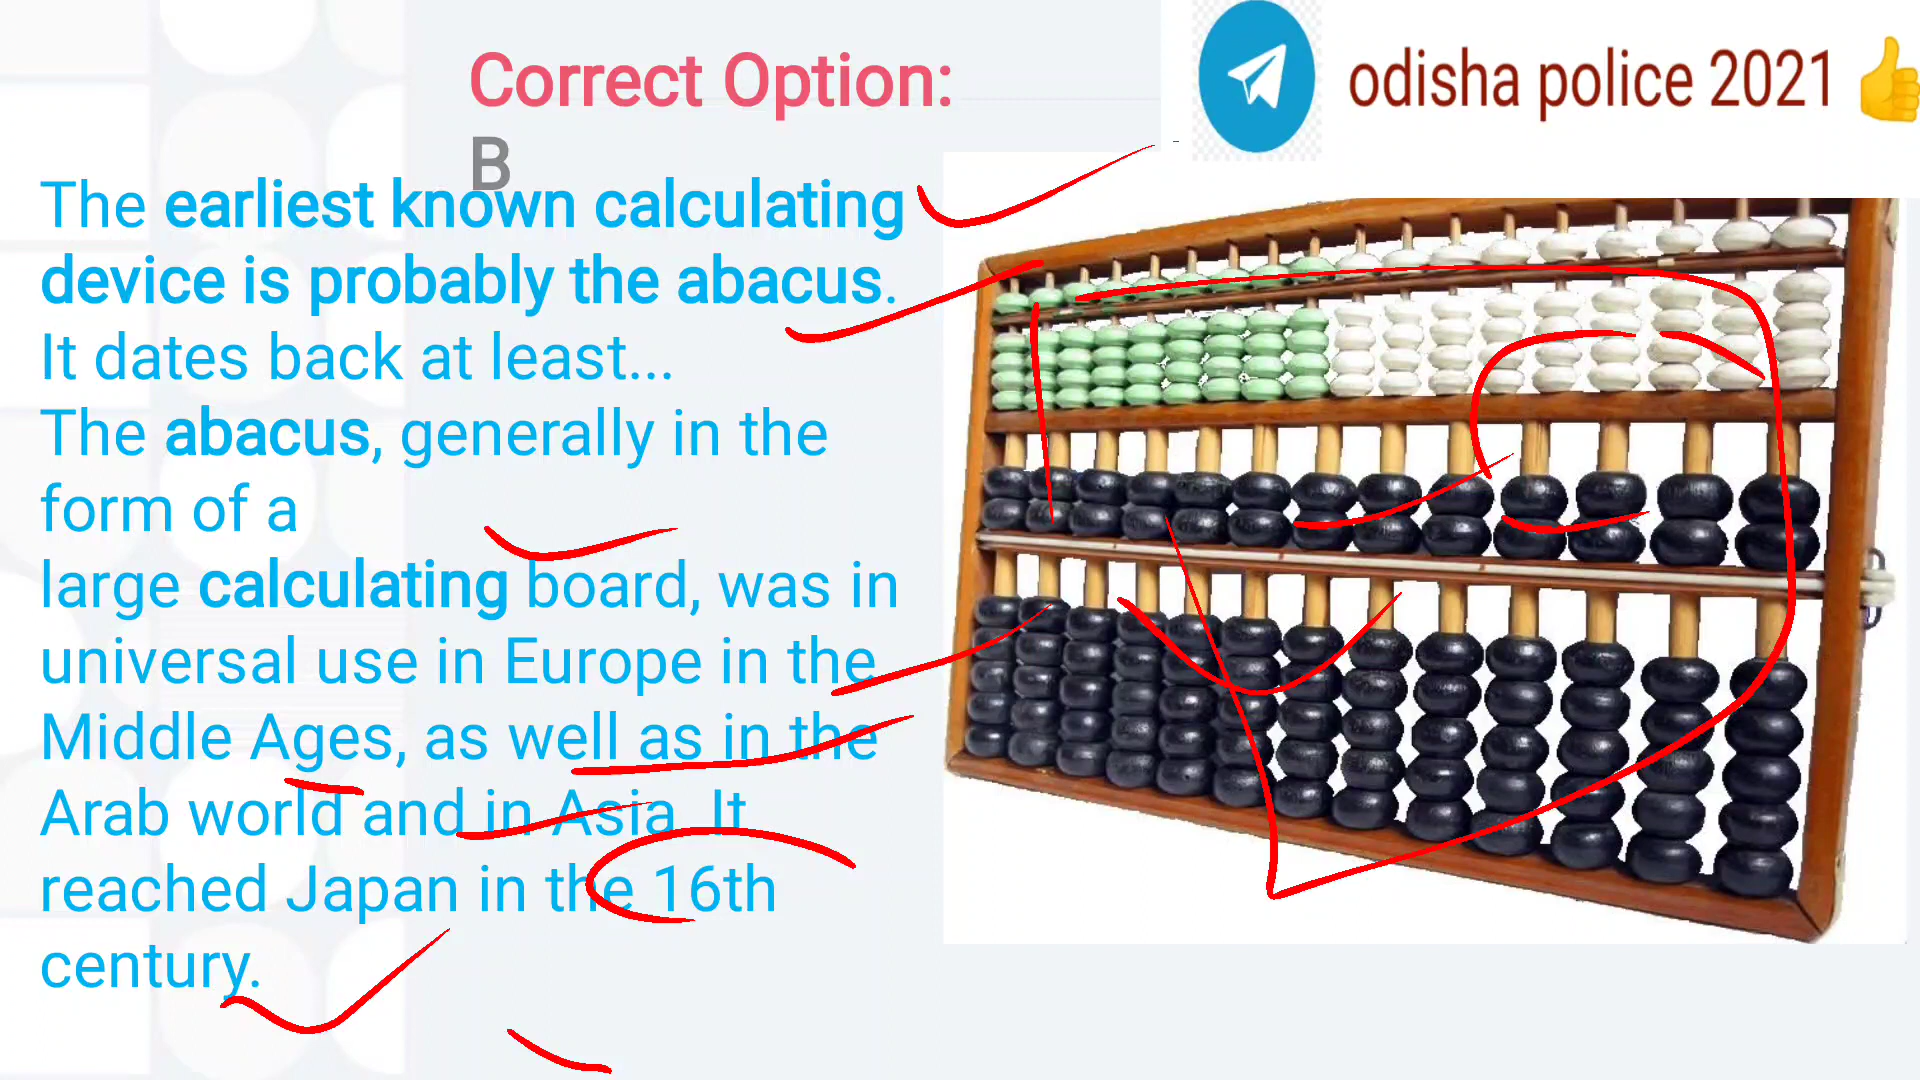 Correct Option:
B
odisha police 2021
The earliest known calculating
device is probably the abacus.
It dates back at least...
The abacus, generally in the
form of a
large calculating board, was in
universal use in Europe in the
Middle Ages, as well as in the
Arab world and in Asia. It
reached Japan in the 16th
century.